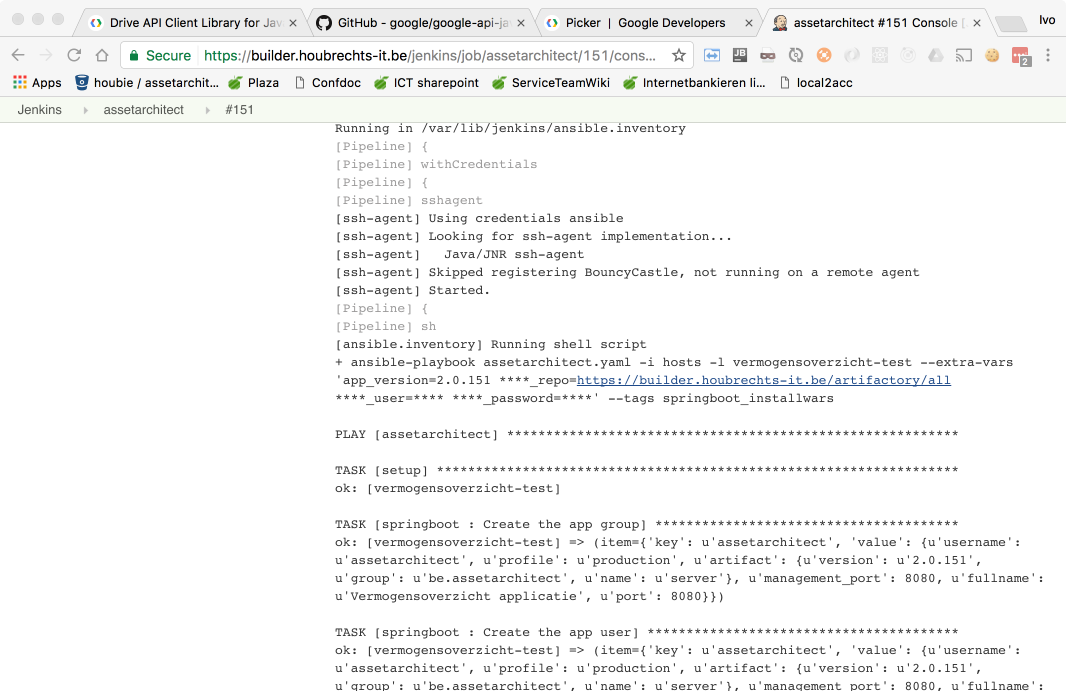 Drive API Client Library for Jav
GitHub - google/google-api-ja
Picker | Google Developers
assetarchitect #151 Console [
Ivo
Secure https://builder.houbrechts-it.be/jenkins/job/assetarchitect/151/cons...
JB
2
Apps houbie / assetarchit... Plaza Confdoc ICT sharepoint ServiceTeamWiki Internetbankieren li... local2acc
Jenkins assetarchitect #151
Running in /var/lib/jenkins/ansible.inventory
[Pipeline] {
[Pipeline] withCredentials
[Pipeline] {
[Pipeline] sshagent
[ssh-agent] Using credentials ansible
[ssh-agent] Looking for ssh-agent implementation...
[ssh-agent]   Java/JNR ssh-agent
[ssh-agent] Skipped registering BouncyCastle, not running on a remote agent
[ssh-agent] Started.
[Pipeline] {
[Pipeline] sh
[ansible.inventory] Running shell script
+ ansible-playbook assetarchitect.yaml -i hosts -l vermogensoverzicht-test --extra-vars
'app_version=2.0.151 ****_repo=https://builder.houbrechts-it.be/artifactory/all
****_user=**** ****_password=****' --tags springboot_installwars
PLAY [assetarchitect] **********************************************************
TASK [setup] *******************************************************************
ok: [vermogensoverzicht-test]
TASK [springboot : Create the app group] ***************************************
ok: [vermogensoverzicht-test] => (item={'key': u'assetarchitect', 'value': {u'username':
u'assetarchitect', u'profile': u'production', u'artifact': {u'version': u'2.0.151',
u'group': u'be.assetarchitect', u'name': u'server'}, u'management_port': 8080, u'fullname':
u'Vermogensoverzicht applicatie', u'port': 8080}})
TASK [springboot : Create the app user] ****************************************
ok: [vermogensoverzicht-test] => (item={'key': u'assetarchitect', 'value': {u'username':
u'assetarchitect', u'profile': u'production', u'artifact': {u'version': u'2.0.151',
u'group': u'be.assetarchitect', u'name': u'server'}, u'management_port': 8080, u'fullname':